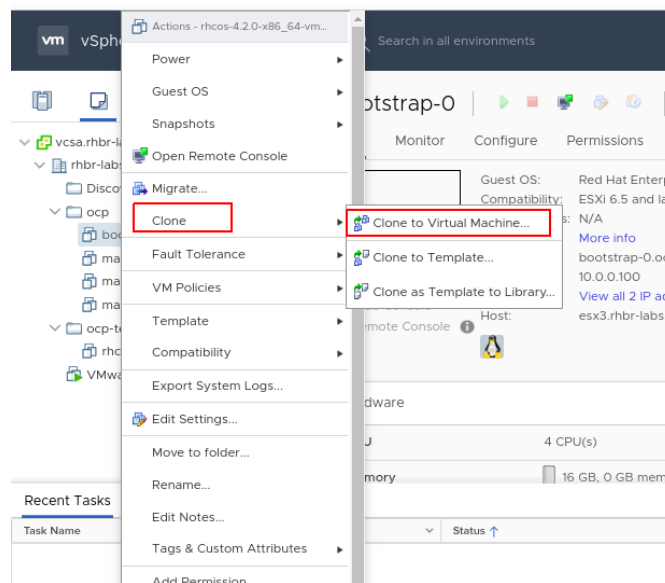 vm vSph
Actions - rhcos-4.2.0-x86_64-vm...
Search in all environments
Power
Guest OS
Snapshots
Open Remote Console
Migrate...
Clone
Fault Tolerance
VM Policies
Template
Compatibility
Export System Logs...
Edit Settings...
Move to folder...
Rename...
Edit Notes...
Tags & Custom Attributes
Add Permission
Clone to Virtual Machine...
Clone to Template...
Clone as Template to Library...
vcsa.rhbr-l
rhbr-labs
Disco
ocp
boo
ma
ma
ma
ocp-te
rhc
VMwa
otstrap-0
Monitor Configure Permissions
Guest OS: Red Hat Enter
Compatibility: ESXi 6.5 and la
s: N/A
More info
bootstrap-0.oc
10.0.0.100
View all 2 IP ad
Host: esx3.rhbr-labs
emote Console
dware
U 4 CPU(s)
mory 16 GB, 0 GB mem
Recent Tasks
Task Name Status